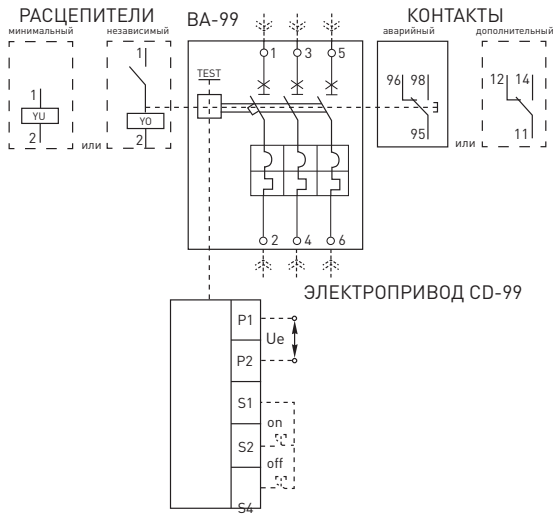 РАСЦЕПИТЕЛИ
минимальный
независимый
ВА-99
КОНТАКТЫ
аварийный
дополнительный
1
YU
2
или
1
YO
2
TEST
1
3
5
2
4
6
96
98
95
или
12
14
11
ЭЛЕКТРОПРИВОД CD-99
P1
Ue
P2
S1
on
S2
off
S4